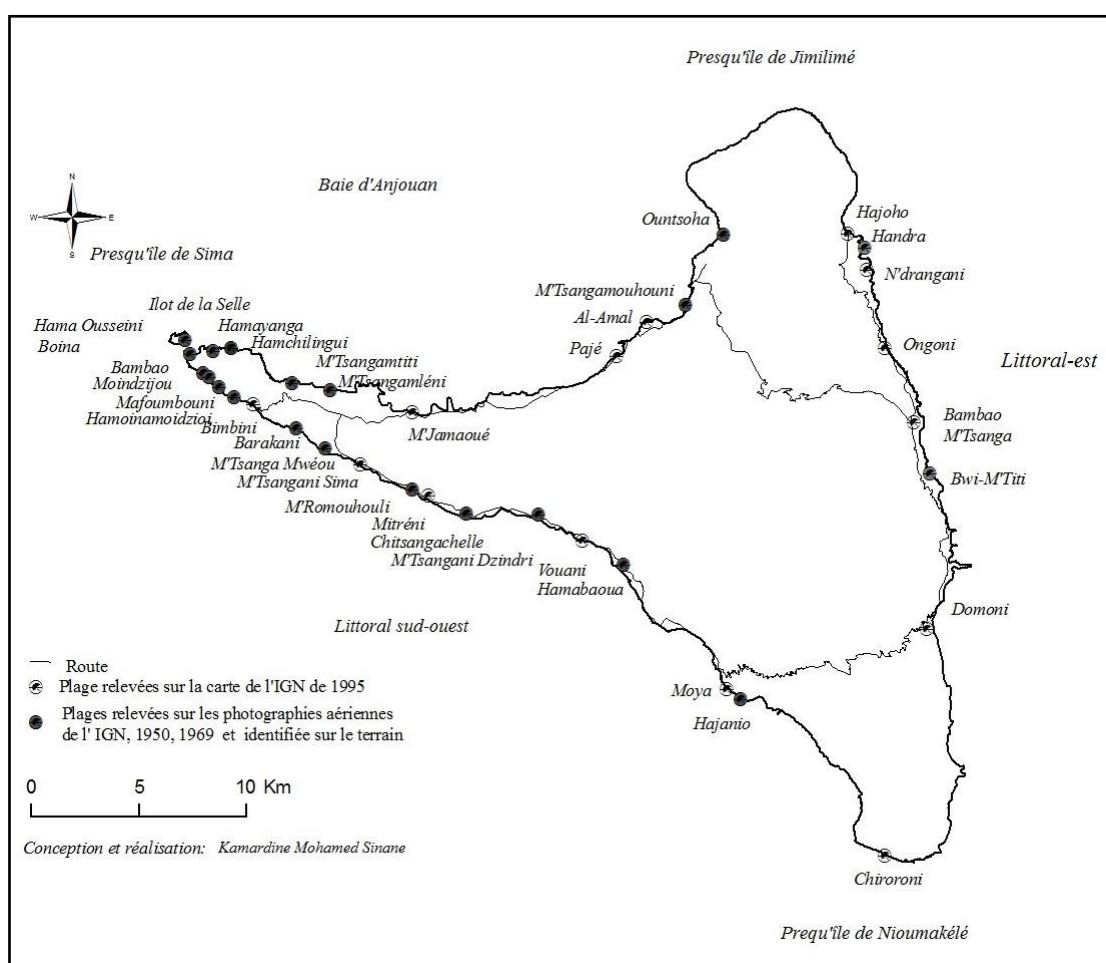 Presqu'île de Jimilimé
N
W E
S
Baie d'Anjouan
Presqu'île de Sima
Ountsoha
Hajoho
Handra
N'drangani
Ilot de la Selle
M'Tsangamouhouni
Al-Amal
Pajé
Hama Ousseini
Boïna
Hamayanga
Hamchilingui
M'Tsangamtiti
M'Tsangamléni
Ongoni
Littoral-est
Bambao
Moindzijou
Mafoumbouni
Hamoinamoidzioi
Bimbini
Barakani
M'Tsanga Mwéou
M'Tsangani Sima
M'Romouhouli
Mitréni
Chitsangachelle
M'Tsangani Dzindri
M'Jamaoué
Bambao
M'Tsanga
Bwi-M'Titi
Vouani
Hamabaoua
Domoni
Littoral sud-ouest
Moya
Hajanio
Route
Plage relevées sur la carte de l'IGN de 1995
Plages relevées sur les photographies aériennes
de l' IGN, 1950, 1969 et identifiée sur le terrain
0 5 10 Km
Conception et réalisation: Kamardine Mohamed Sinane
Chiroroni
Prequ'île de Nioumakélé